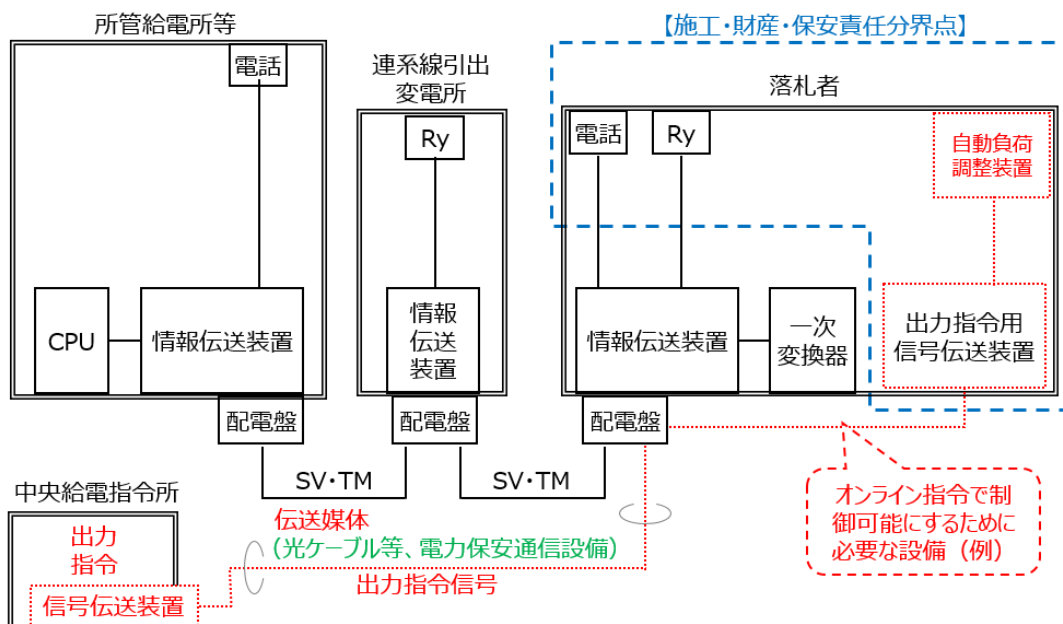 所管給電所等
電話
CPU
情報伝送装置
配電盤
連系線引出
変電所
Ry
情報
伝送
装置
配電盤
【施工・財産・保安責任分界点】
落札者
電話
Ry
自動負荷
調整装置
情報伝送装置
一次
変換器
出力指令用
信号伝送装置
配電盤
SV・TM
SV・TM
中央給電指令所
出力
指令
信号伝送装置
伝送媒体
（光ケーブル等、電力保安通信設備）
出力指令信号
オンライン指令で制
御可能にするために
必要な設備（例）